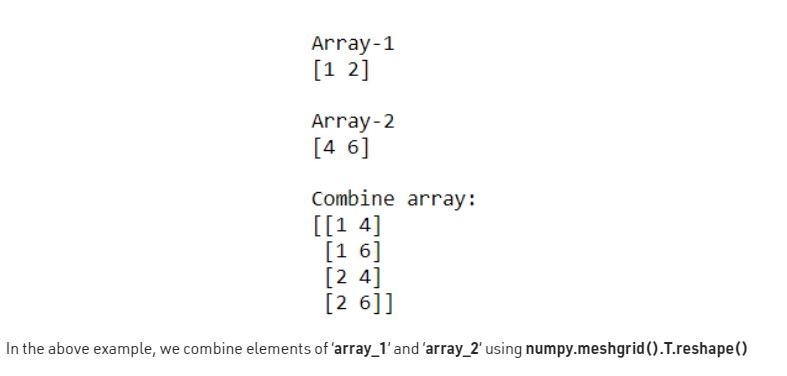 Array-1
[1 2]
Array-2
[4 6]
Combine array:
[[1 4]
[1 6]
[2 4]
[2 6]]
In the above example, we combine elements of 'array_1' and 'array_2' using numpy.meshgrid().T.reshape()